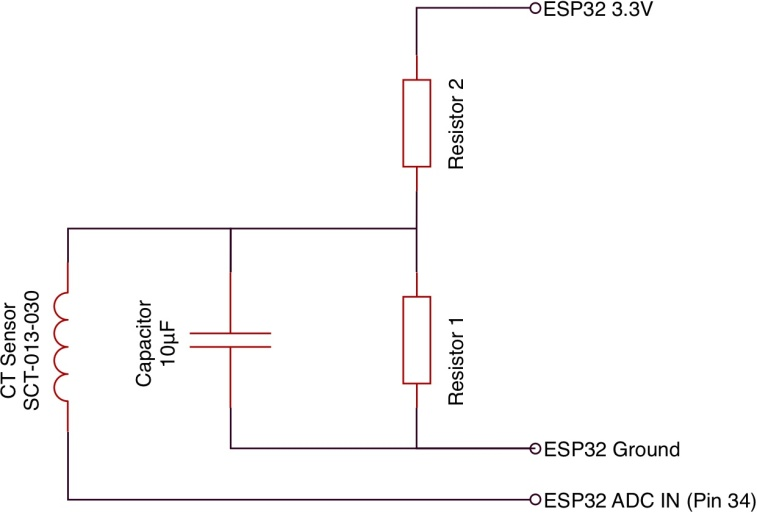 ESP32 3.3V
Resistor 2
CT Sensor
SCT-013-030
Capacitor
10µF
Resistor 1
ESP32 Ground
ESP32 ADC IN (Pin 34)